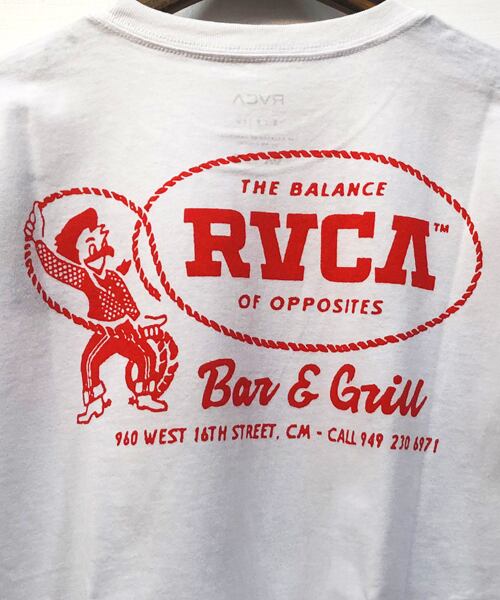 THE BALANCE
RVCA™
OF OPPOSITES
Bar & Grill
960 WEST 16TH STREET, CM - CALL 949 230 6971